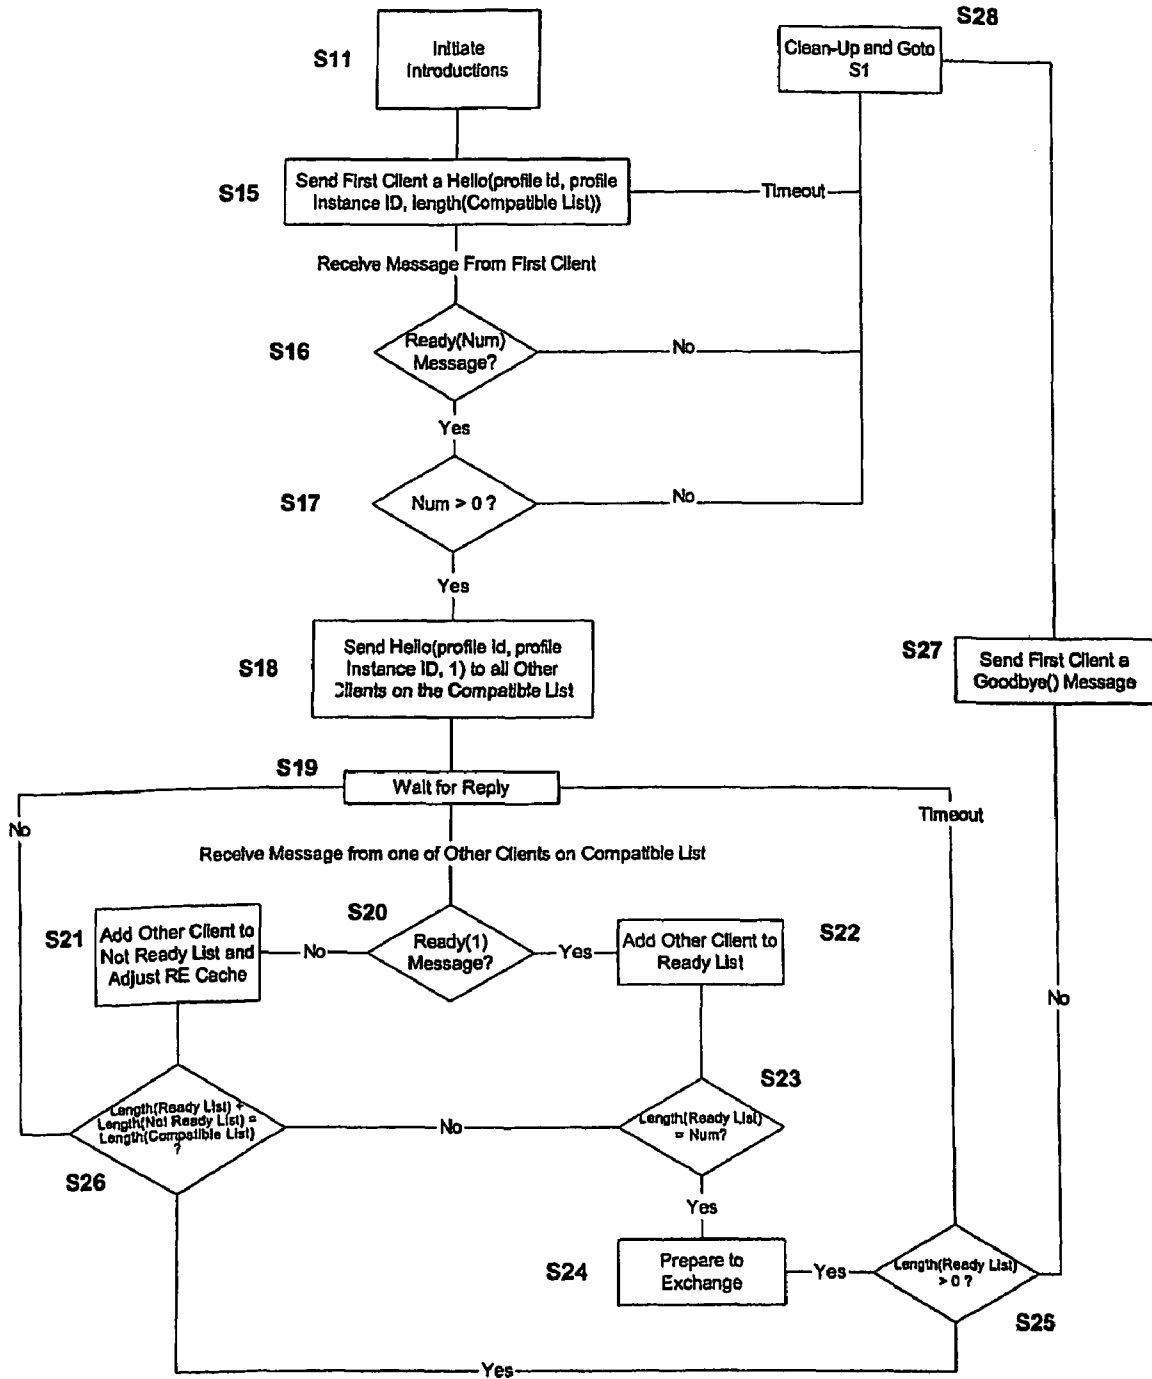 S28
S11
Initiate
Introductions
Clean-Up and Goto
S1
S15
Send First Client a Hello(profile Id, profile
Instance ID, length(Compatible List))
Timeout
Receive Message From First Client
S16
Ready(Num)
Message?
No
Yes
S17
Num > 0 ?
No
Yes
S18
Send Hello(profile Id, profile
Instance ID, 1) to all Other
Clients on the Compatible List
S27
Send First Client a
Goodbye() Message
S19
Wait for Reply
No
Timeout
Receive Message from one of Other Clients on Compatible List
S21
Add Other Client to
Not Ready List and
Adjust RE Cache
No
S20
Ready(1)
Message?
Yes
Add Other Client to
Ready List
S22
No
S23
Length(Ready List) +
Length(Not Ready List) =
Length(Compatible List)
?
No
Length(Ready List)
= Num?
S26
Yes
S24
Prepare to
Exchange
Yes
Length(Ready List)
> 0 ?
S25
Yes